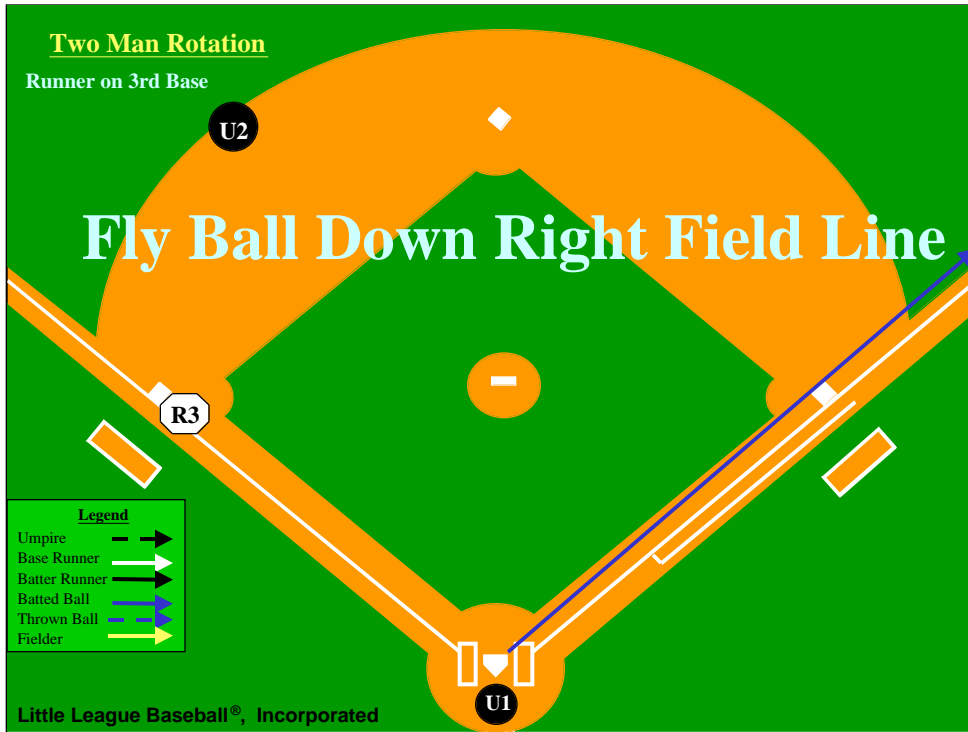 Two Man Rotation
Runner on 3rd Base
U2
Fly Ball Down Right Field Line
R3
Legend
Umpire
Base Runner
Batter Runner
Batted Ball
Thrown Ball
Fielder
U1
Little League Baseball®, Incorporated